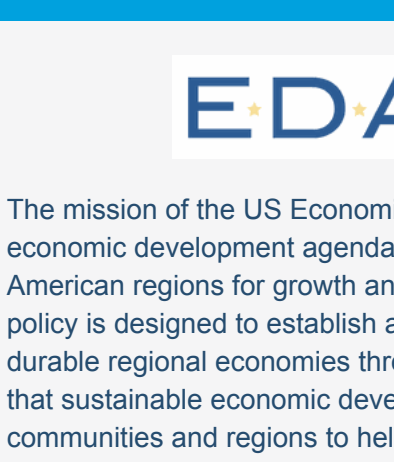 EDA
The mission of the US Economi
economic development agenda
American regions for growth an
policy is designed to establish a
durable regional economies thr
that sustainable economic deve
communities and regions to hel